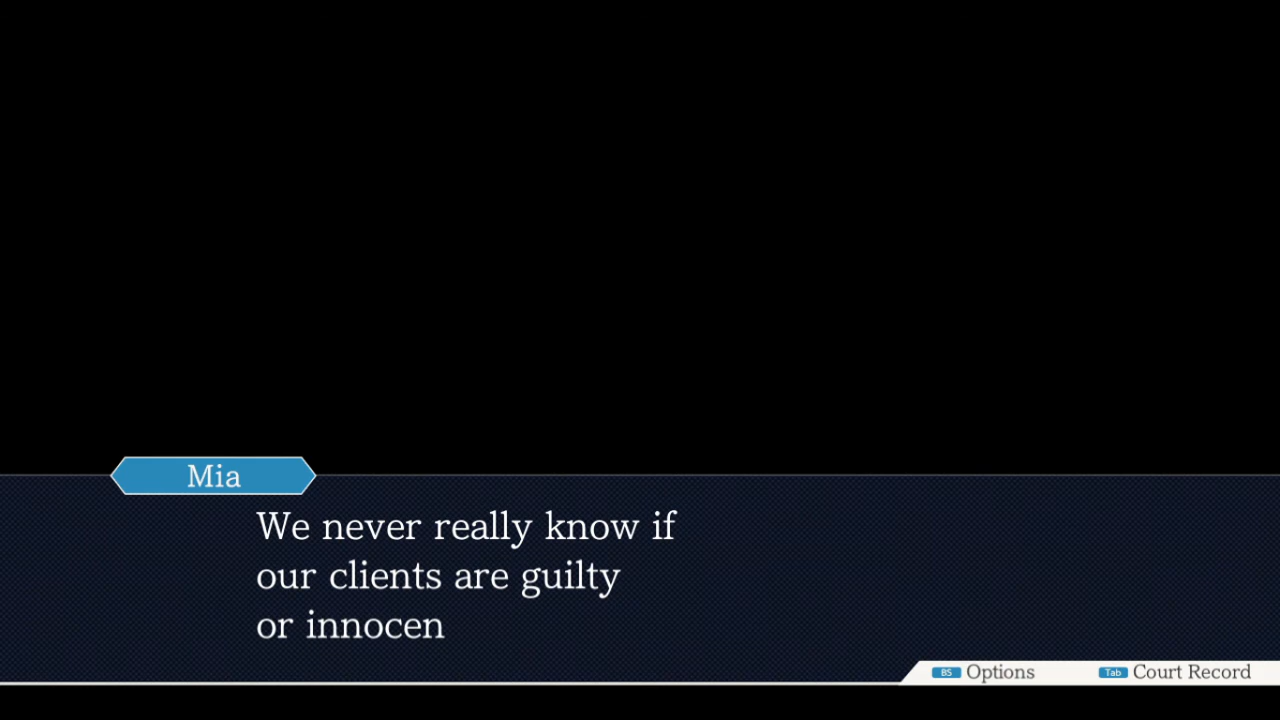 Mia
We never really know if
our clients are guilty
or innocen
BS Options Tab Court Record